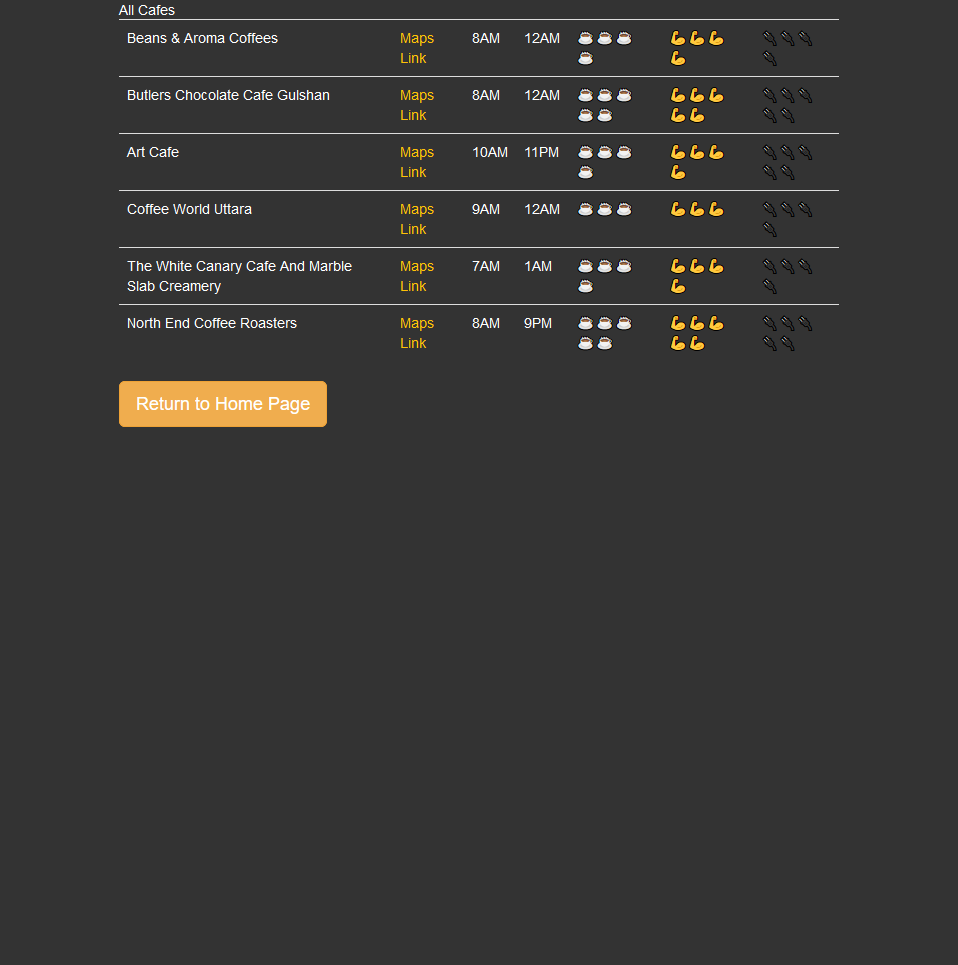 All Cafes
Beans & Aroma Coffees Maps 8AM 12AM ☕☕☕ 💪💪💪 🔌🔌🔌
Link ☕ 💪 🔌
Butlers Chocolate Cafe Gulshan Maps 8AM 12AM ☕☕☕ 💪💪💪 🔌🔌🔌
Link ☕☕ 💪💪 🔌🔌
Art Cafe Maps 10AM 11PM ☕☕☕ 💪💪💪 🔌🔌🔌
Link ☕ 💪 🔌🔌
Coffee World Uttara Maps 9AM 12AM ☕☕☕ 💪💪💪 🔌🔌🔌
Link 🔌
The White Canary Cafe And Marble Maps 7AM 1AM ☕☕☕ 💪💪💪 🔌🔌🔌
Slab Creamery Link ☕ 💪 🔌
North End Coffee Roasters Maps 8AM 9PM ☕☕☕ 💪💪💪 🔌🔌🔌
Link ☕☕ 💪💪 🔌🔌
Return to Home Page